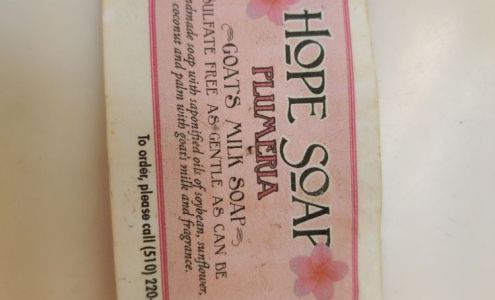 HOPE SOAP
PLUMERIA
GOATS MILK SOAP
SULFATE FREE AS GENTLE AS CAN BE
ndmade soap with saponified oils of soybean, sunflower,
coconut and palm with goat's milk and fragrance.
To order, please call (510) 220-